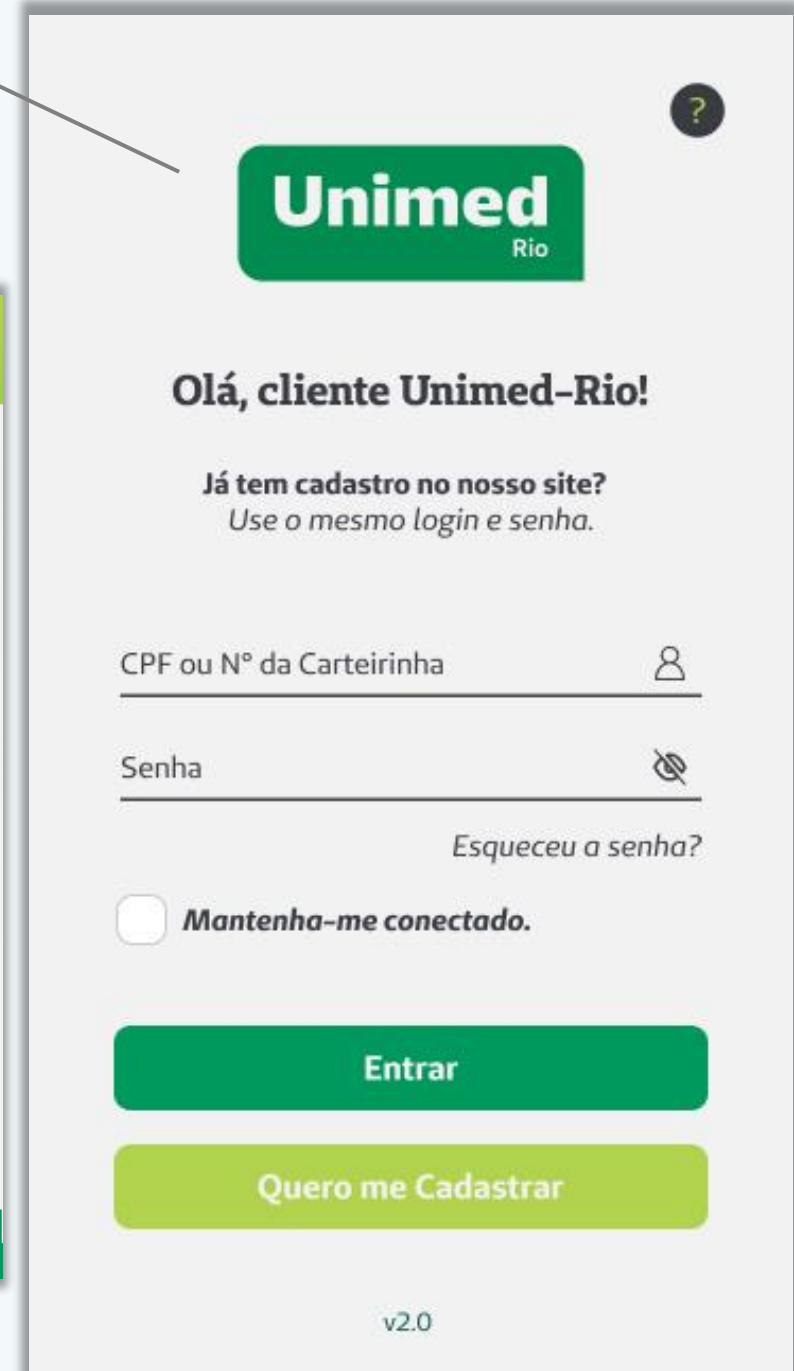 ?
Unimed
Rio
Olá, cliente Unimed-Rio!
Já tem cadastro no nosso site?
Use o mesmo login e senha.
CPF ou N° da Carteirinha
Senha
Esqueceu a senha?
Mantenha-me conectado.
Entrar
Quero me Cadastrar
v2.0